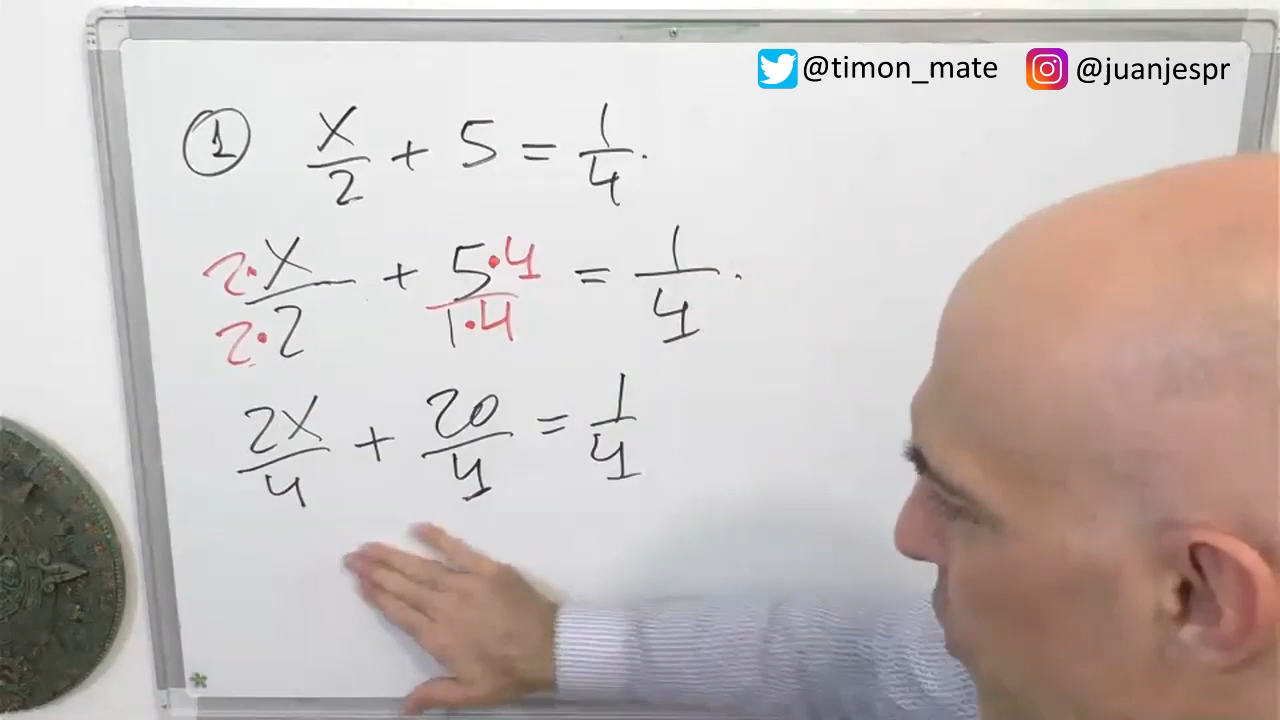 @timon_mate @juanjespr
1 x/2 + 5 = 1/4.
2·x/2·2 + 5·4/1·4 = 1/4.
2x/4 + 20/4 = 1/4